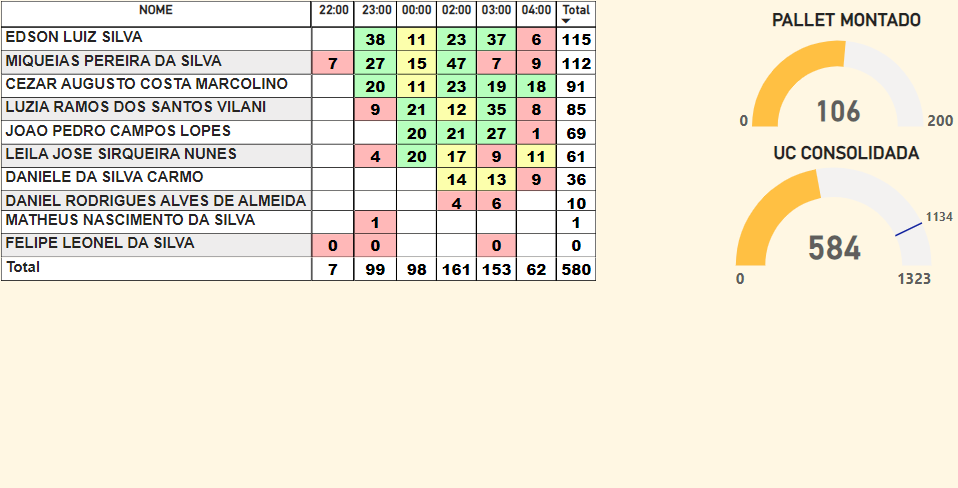 NOME 22:00 23:00 00:00 02:00 03:00 04:00 Total
EDSON LUIZ SILVA 38 11 23 37 6 115
MIQUEIAS PEREIRA DA SILVA 7 27 15 47 7 9 112
CEZAR AUGUSTO COSTA MARCOLINO 20 11 23 19 18 91
LUZIA RAMOS DOS SANTOS VILANI 9 21 12 35 8 85
JOAO PEDRO CAMPOS LOPES 20 21 27 1 69
LEILA JOSE SIRQUEIRA NUNES 4 20 17 9 11 61
DANIELE DA SILVA CARMO 14 13 9 36
DANIEL RODRIGUES ALVES DE ALMEIDA 4 6 10
MATHEUS NASCIMENTO DA SILVA 1 1
FELIPE LEONEL DA SILVA 0 0 0 0
Total 7 99 98 161 153 62 580
PALLET MONTADO
106
0 200
UC CONSOLIDADA
1134
584
0 1323